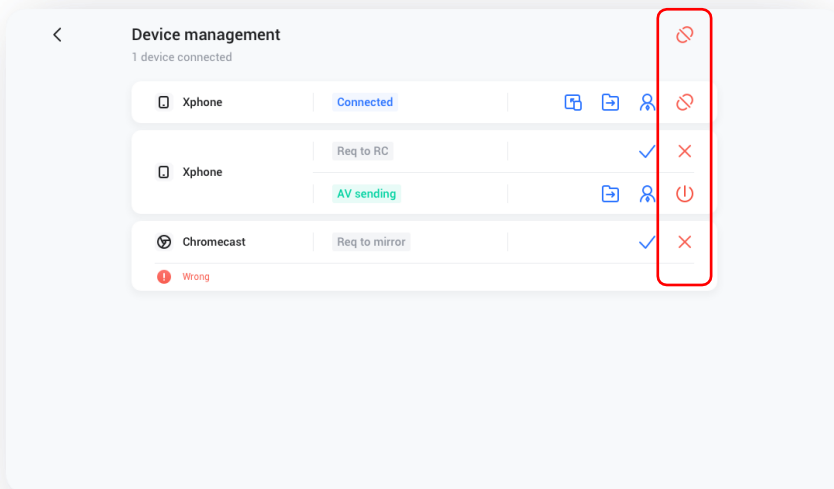 Device management
1 device connected
Xphone
Connected
Xphone
Req to RC
AV sending
Chromecast
Req to mirror
Wrong